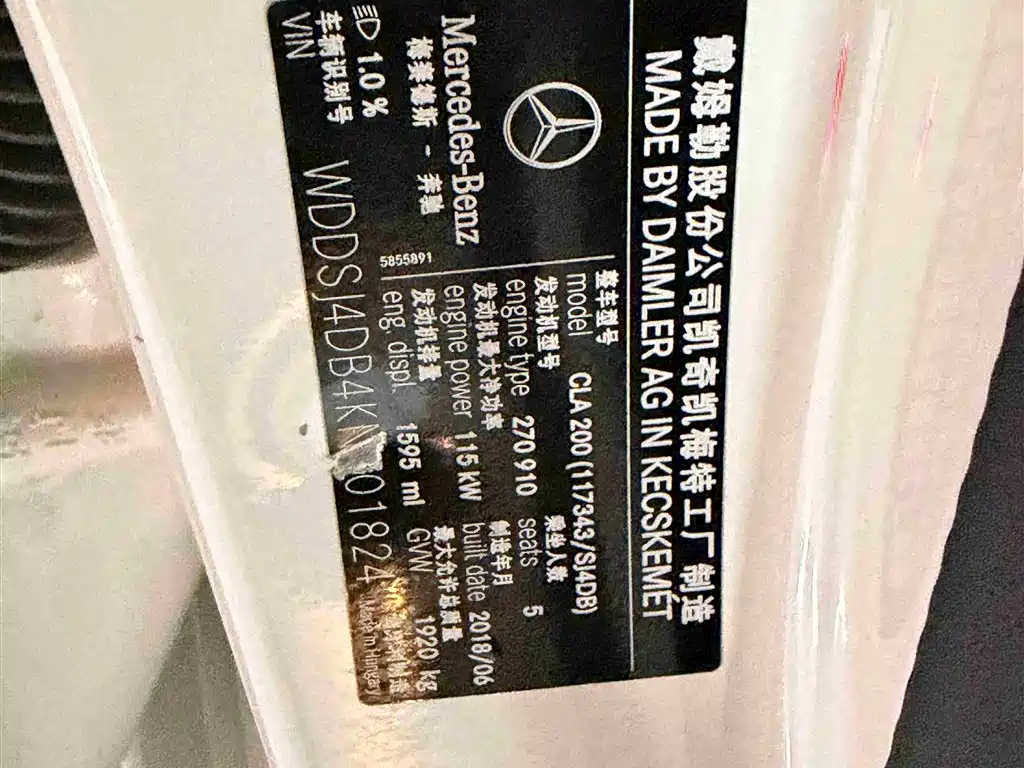 戴姆勒股份公司凯奇凯梅特工厂制造
MADE BY DAIMLER AG IN KECSKEMÉT
整车型号
model CLA 200 (117343/SJ4DB)
发动机型号 乘坐人数
engine type 270 910 seats 5
发动机最大净功率 制造年月
engine power 115 kW built date 2018/06
发动机排量 最大允许总质量
eng. displ. 1595 ml GVW 1920 kg
Mercedes-Benz
梅赛德斯 - 奔驰
5855891
1.0 %
车辆识别号 制造
VIN WDDSJ4DB4KN 01824 Made in Hungary